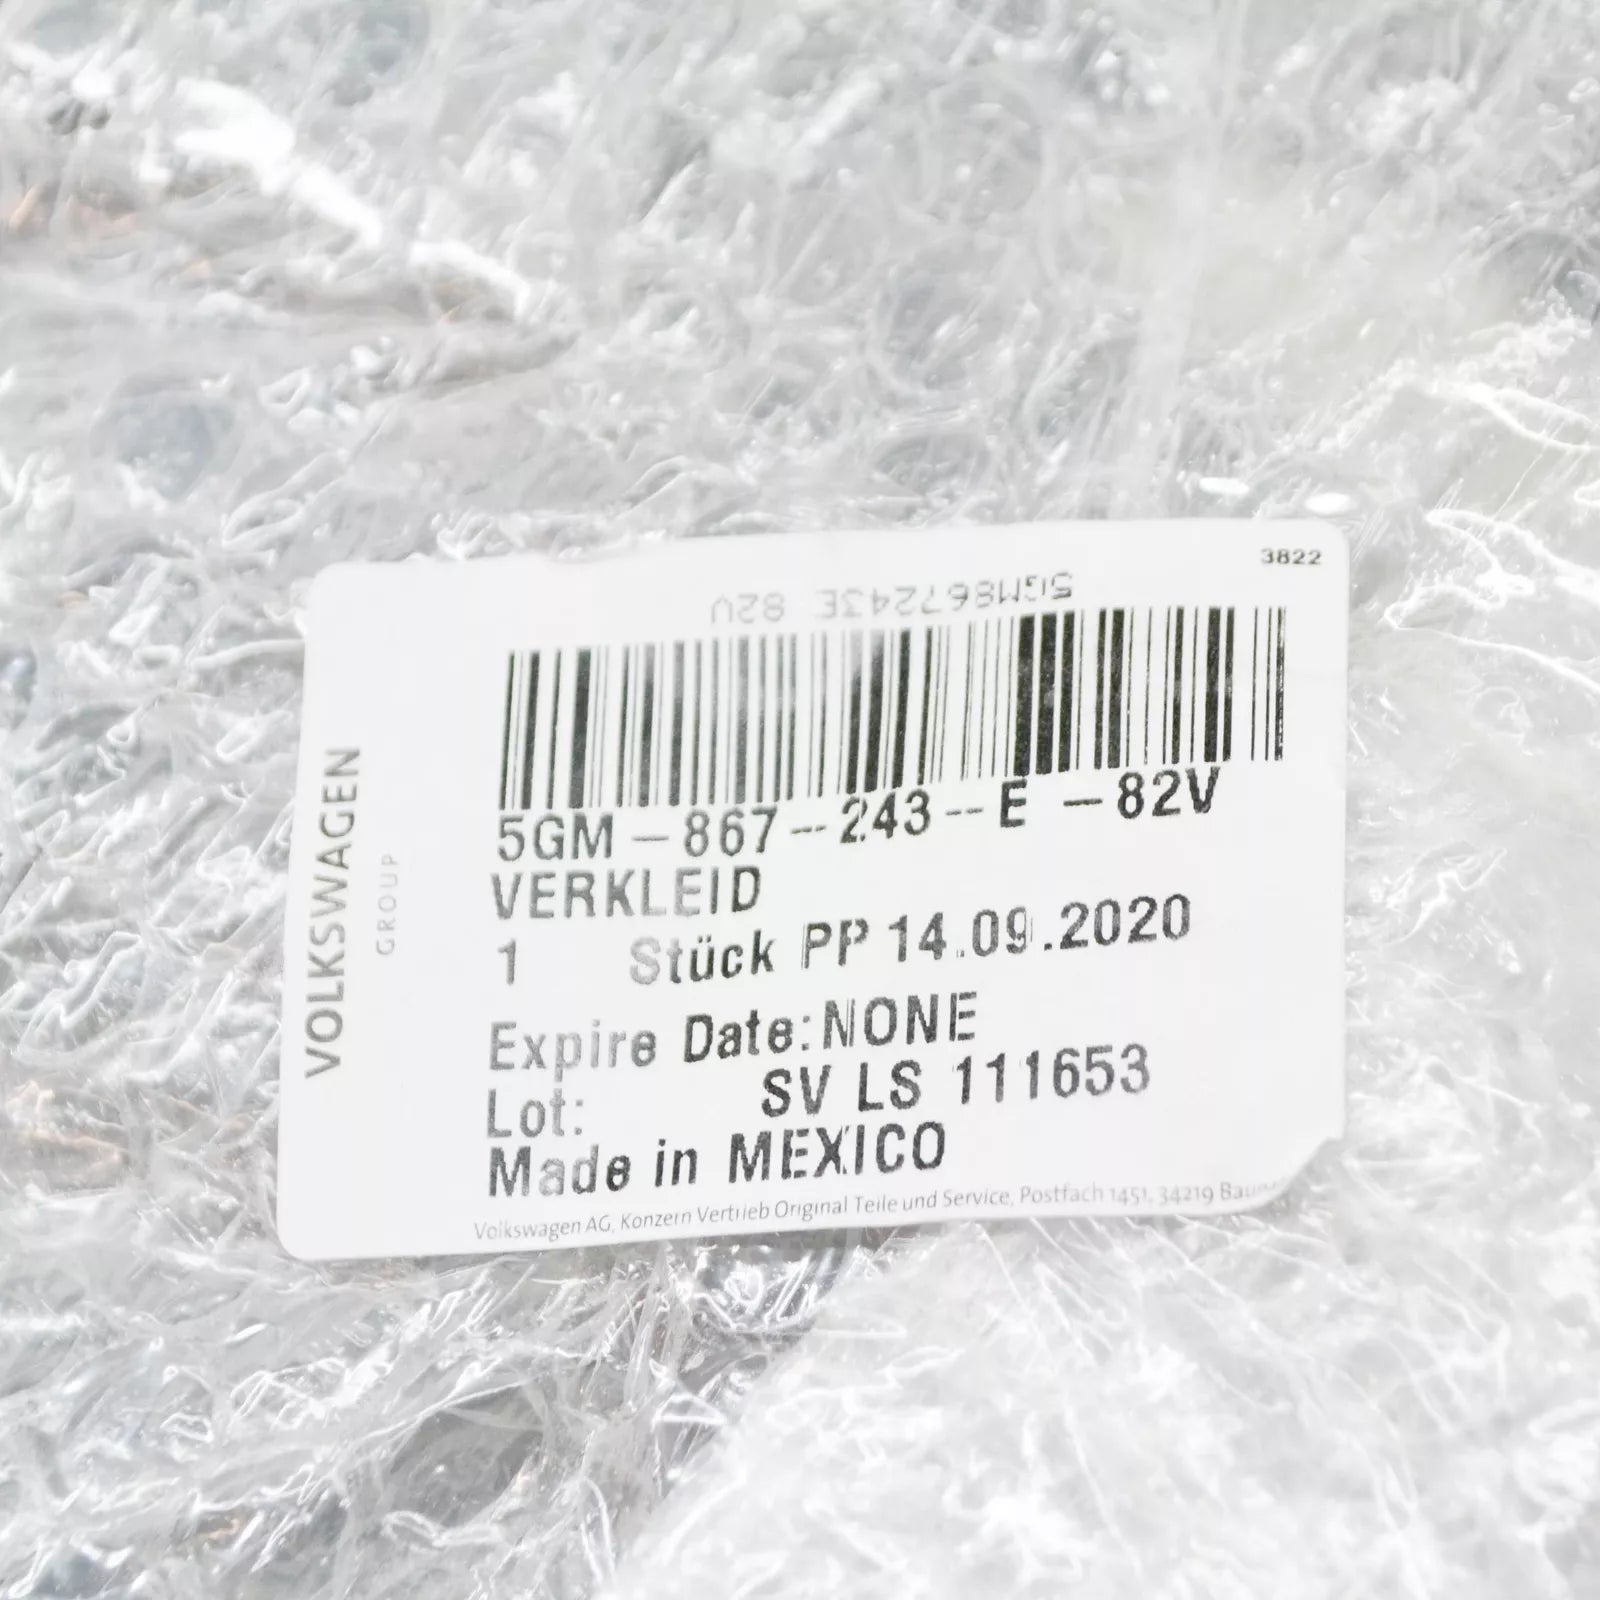 3822
5GM867243E 82V
5GM-867--243--E -82V
VERKLEID
1 Stück PP 14.09.2020
Expire Date:NONE
Lot: SV LS 111653
Made in MEXICO
Volkswagen AG, Konzern Vertrieb Original Teile und Service, Postfach 1451, 34219
VOLKSWAGEN
GROUP